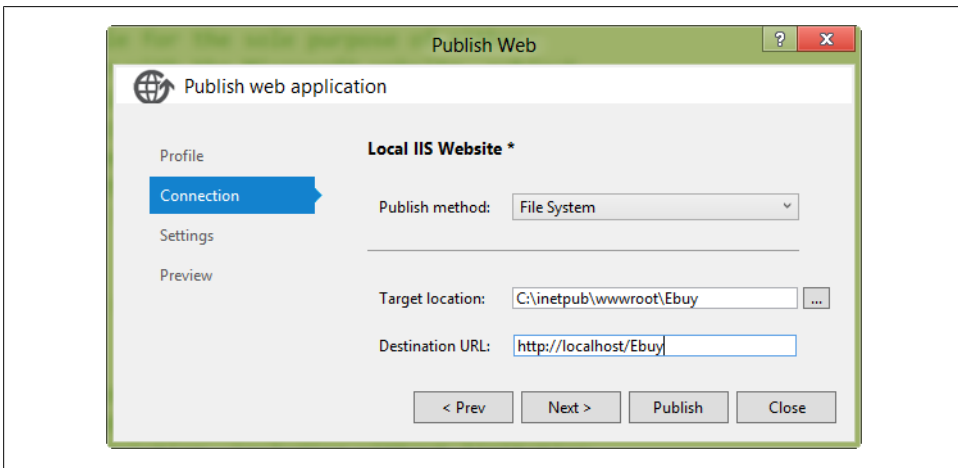 Publish Web
?
x
Publish web application
Profile
Connection
Settings
Preview
Local IIS Website *
Publish method: File System
Target location: C:\inetpub\wwwroot\Ebuy ...
Destination URL: http://localhost/Ebuy
< Prev Next > Publish Close